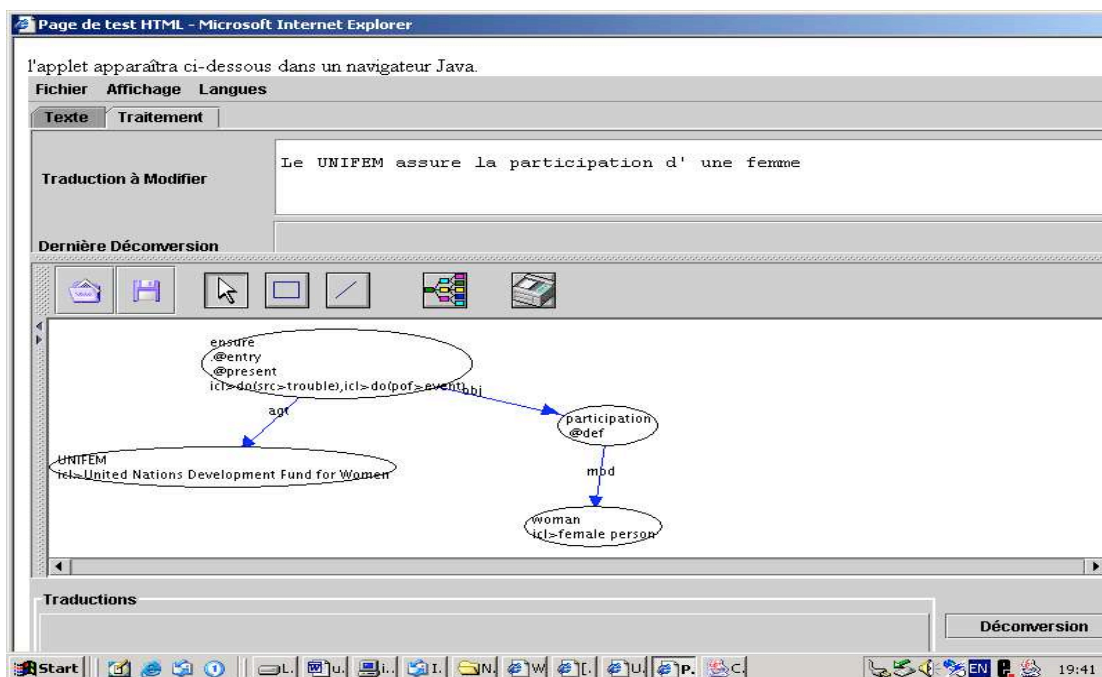 Page de test HTML - Microsoft Internet Explorer
l'applet apparaîtra ci-dessous dans un navigateur Java.
Fichier Affichage Langues
Texte Traitement
Traduction à Modifier
Le UNIFEM assure la participation d' une femme
Dernière Déconversion
ensure
.@entry
.@present
icl>do(src>trouble),icl>do(pof>event)
obj
agt
participation
@def
UNIFEM
icl>United Nations Development Fund for Women
mod
woman
icl>female person
Traductions
Déconversion
Start L. u. i.. I. N. W [. U. P. C. EN 19:41